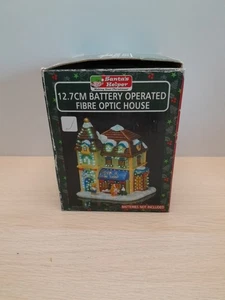 Santa's
Helper
12.7CM BATTERY OPERATED
FIBRE OPTIC HOUSE
BATTERIES NOT INCLUDED